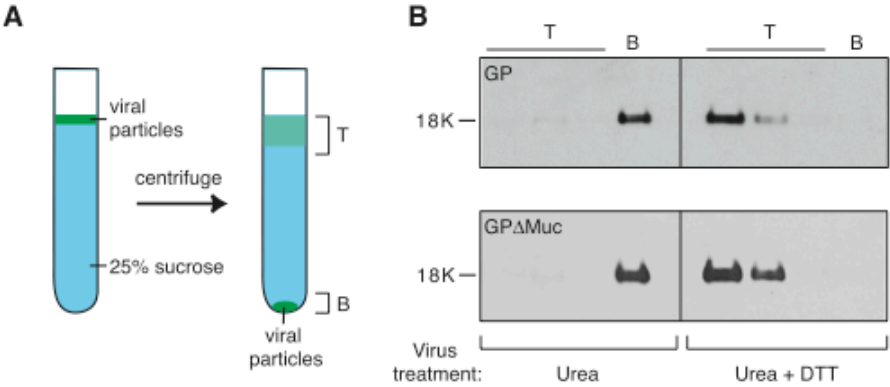 A
viral
particles
T
centrifuge
25% sucrose
B
viral
particles
B
T
B
T
B
GP
18K
GPΔMuc
18K
Virus
treatment:
Urea
Urea + DTT